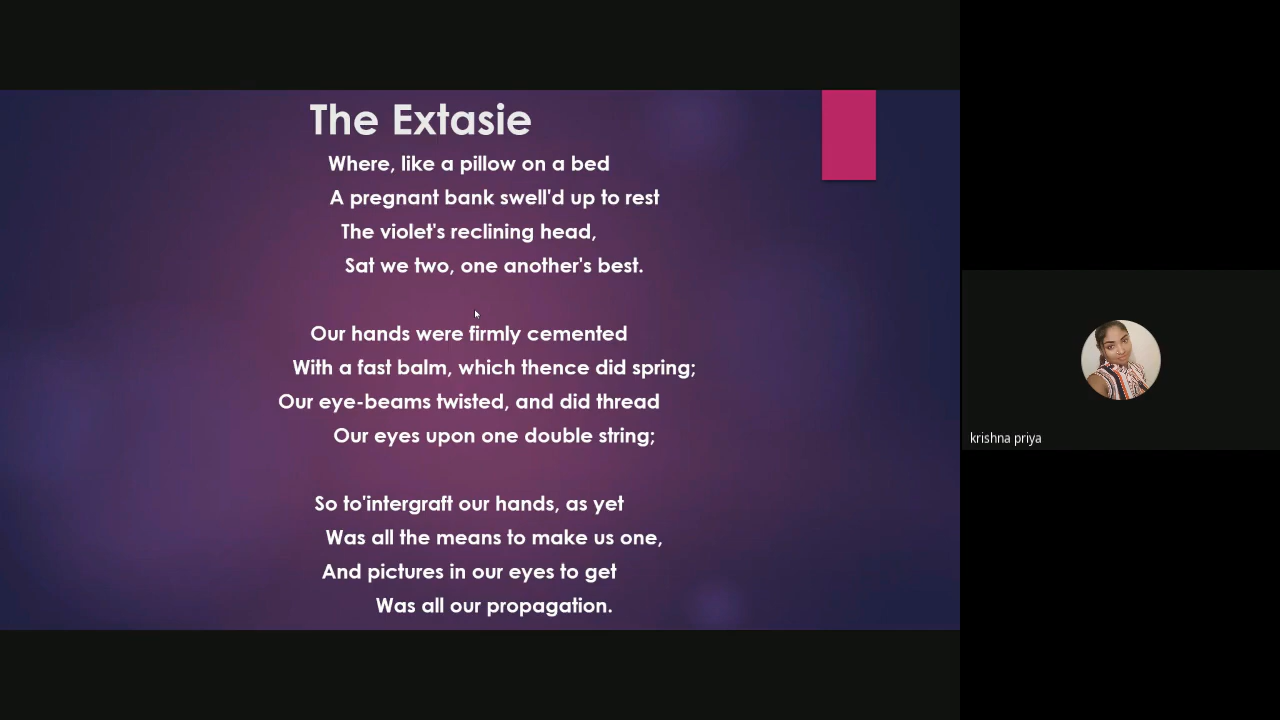 The Extasie
Where, like a pillow on a bed
A pregnant bank swell'd up to rest
The violet's reclining head,
Sat we two, one another's best.
Our hands were firmly cemented
With a fast balm, which thence did spring;
Our eye-beams twisted, and did thread
Our eyes upon one double string;
So to'intergraft our hands, as yet
Was all the means to make us one,
And pictures in our eyes to get
Was all our propagation.
krishna priya